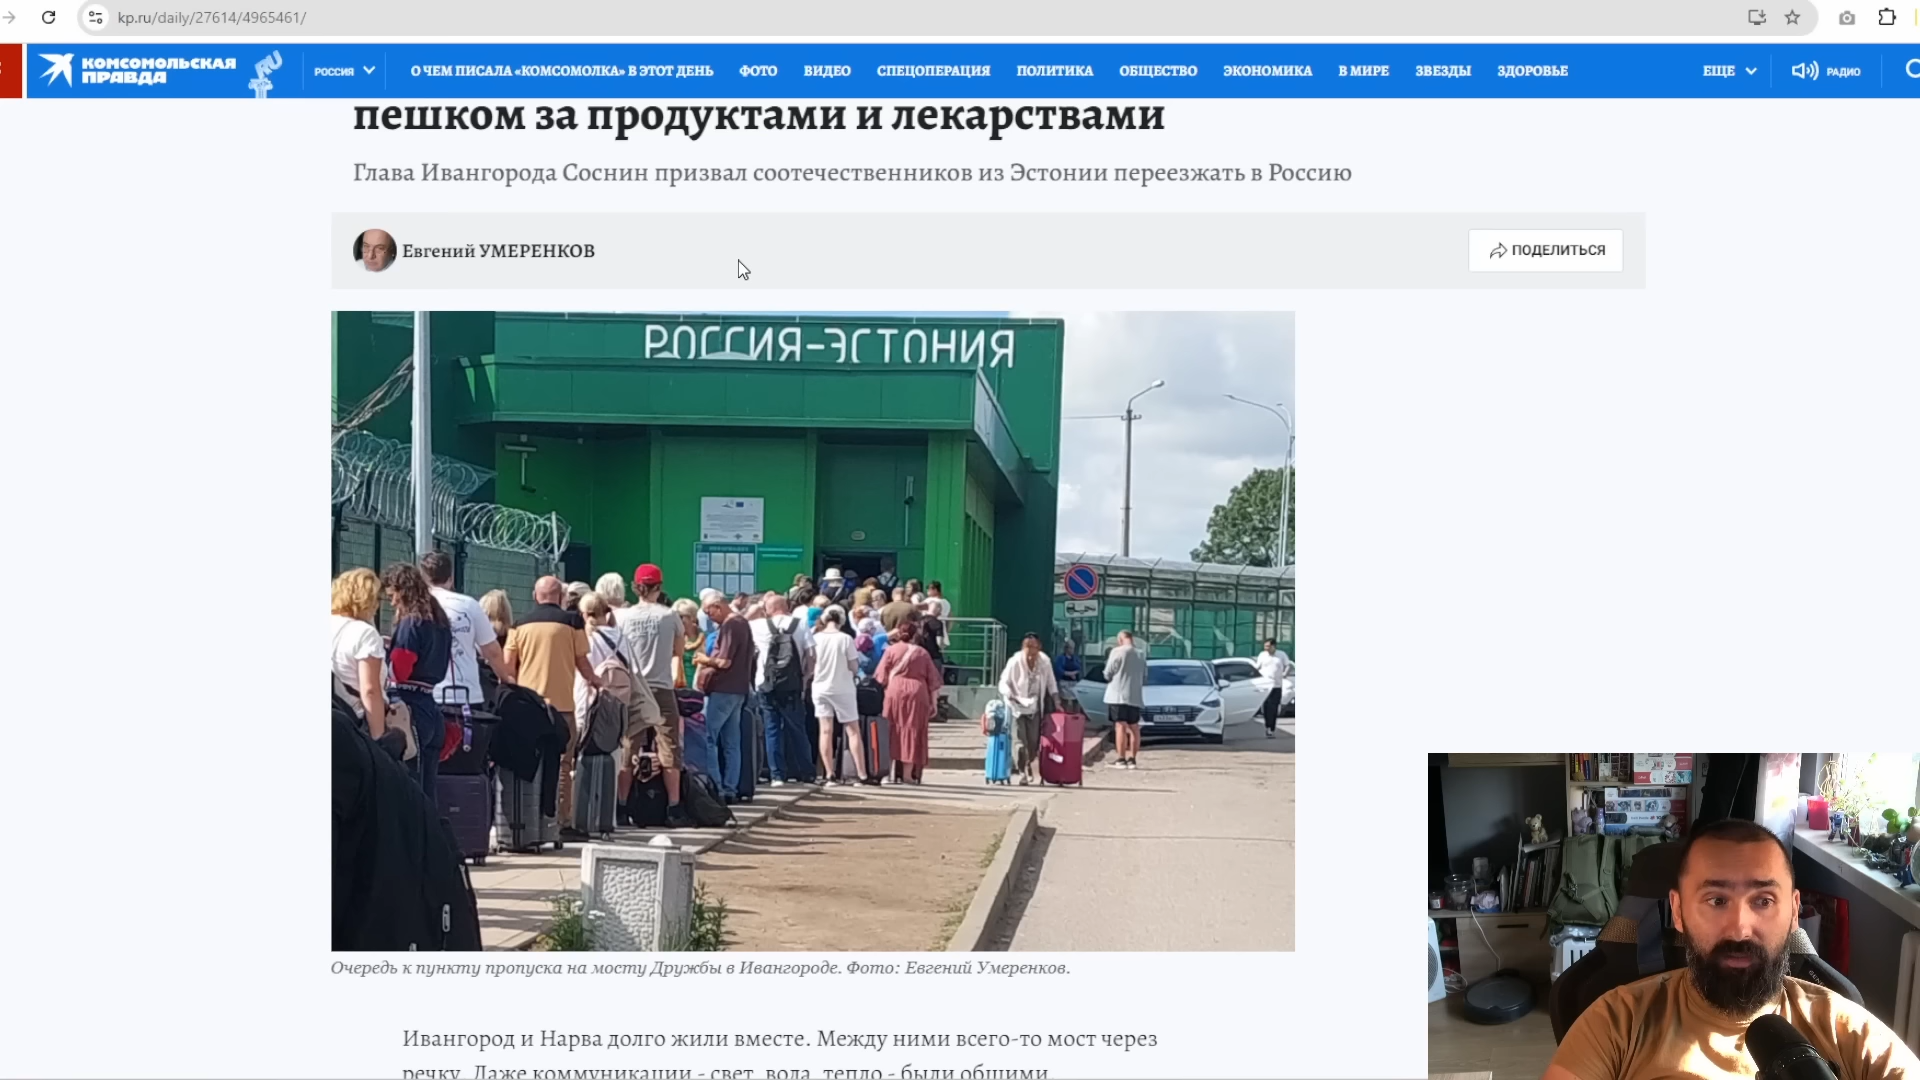 kp.ru/daily/27614/4965461/
КОМСОМОЛЬСКАЯ
ПРАВДА
.RU
РОССИЯ
О ЧЕМ ПИСАЛА «КОМСОМОЛКА» В ЭТОТ ДЕНЬ
ФОТО
ВИДЕО
СПЕЦОПЕРАЦИЯ
ПОЛИТИКА
ОБЩЕСТВО
ЭКОНОМИКА
В МИРЕ
ЗВЕЗДЫ
ЗДОРОВЬЕ
ЕЩЕ
РАДИО
пешком за продуктами и лекарствами
Глава Ивангорода Соснин призвал соотечественников из Эстонии переезжать в Россию
Евгений УМЕРЕНКОВ
ПОДЕЛИТЬСЯ
РОССИЯ-ЭСТОНИЯ
Очередь к пункту пропуска на мосту Дружбы в Ивангороде. Фото: Евгений Умеренков.
Ивангород и Нарва долго жили вместе. Между ними всего-то мост через
речку. Даже коммуникации - свет, вода, тепло - были общими.